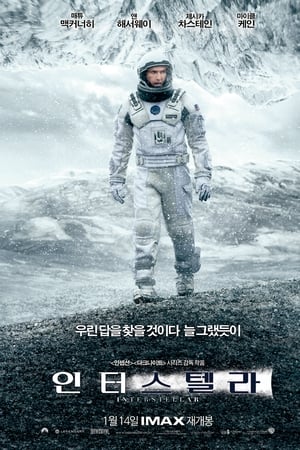 매튜 앤 제시카 마이클
맥커너히 해서웨이 차스테인 케인
우린 답을 찾을 것이다 늘 그랬듯이
<인셉션> <다크나이트> 시리즈 감독 작품
인터스텔라
INTERSTELLAR
1월 14일 IMAX 재개봉